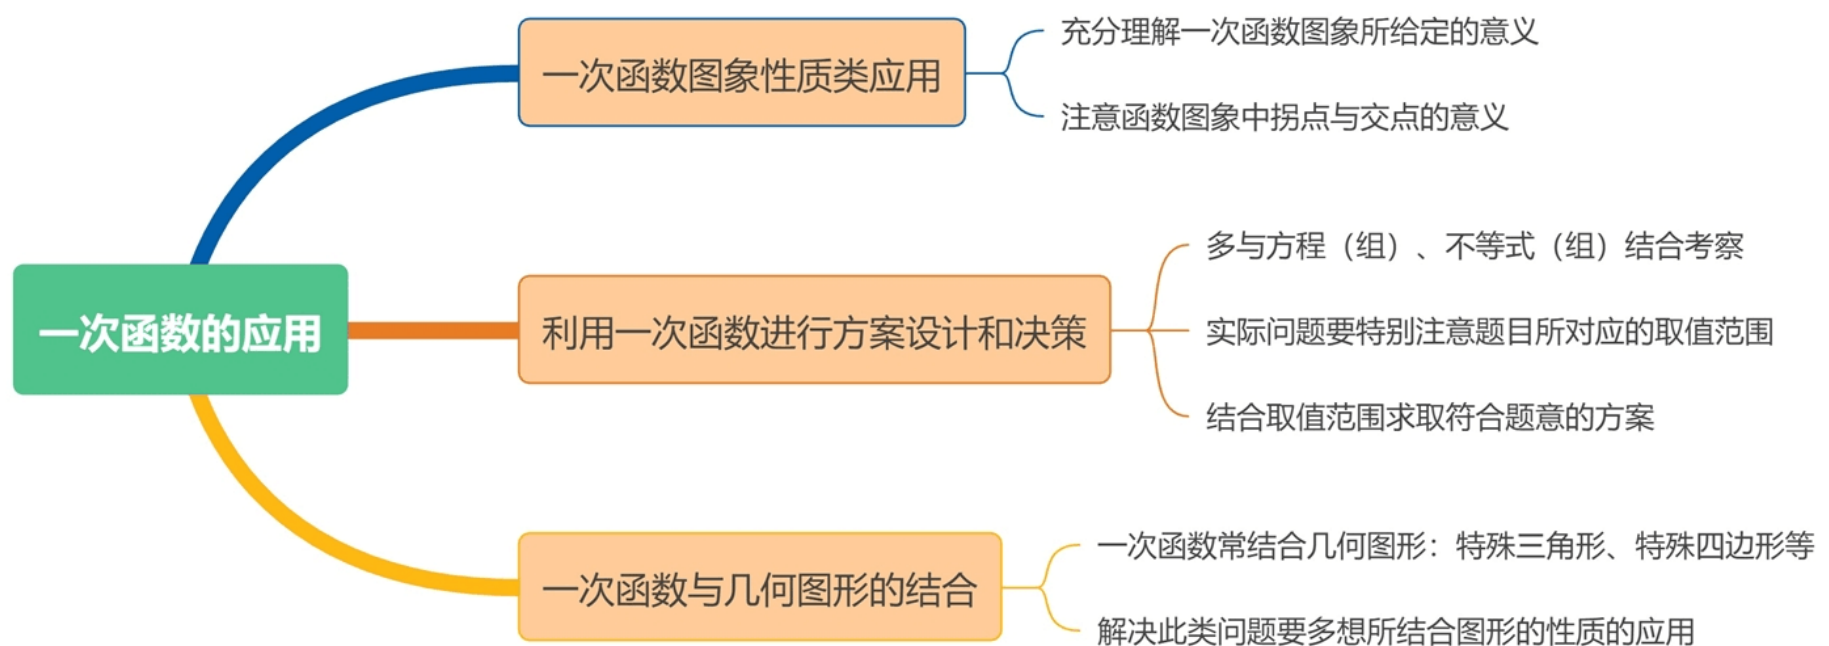 一次函数图象性质类应用
充分理解一次函数图象所给定的意义
注意函数图象中拐点与交点的意义
一次函数的应用
利用一次函数进行方案设计和决策
多与方程（组）、不等式（组）结合考察
实际问题要特别注意题目所对应的取值范围
结合取值范围求取符合题意的方案
一次函数与几何图形的结合
一次函数常结合几何图形：特殊三角形、特殊四边形等
解决此类问题要多想所结合图形的性质的应用